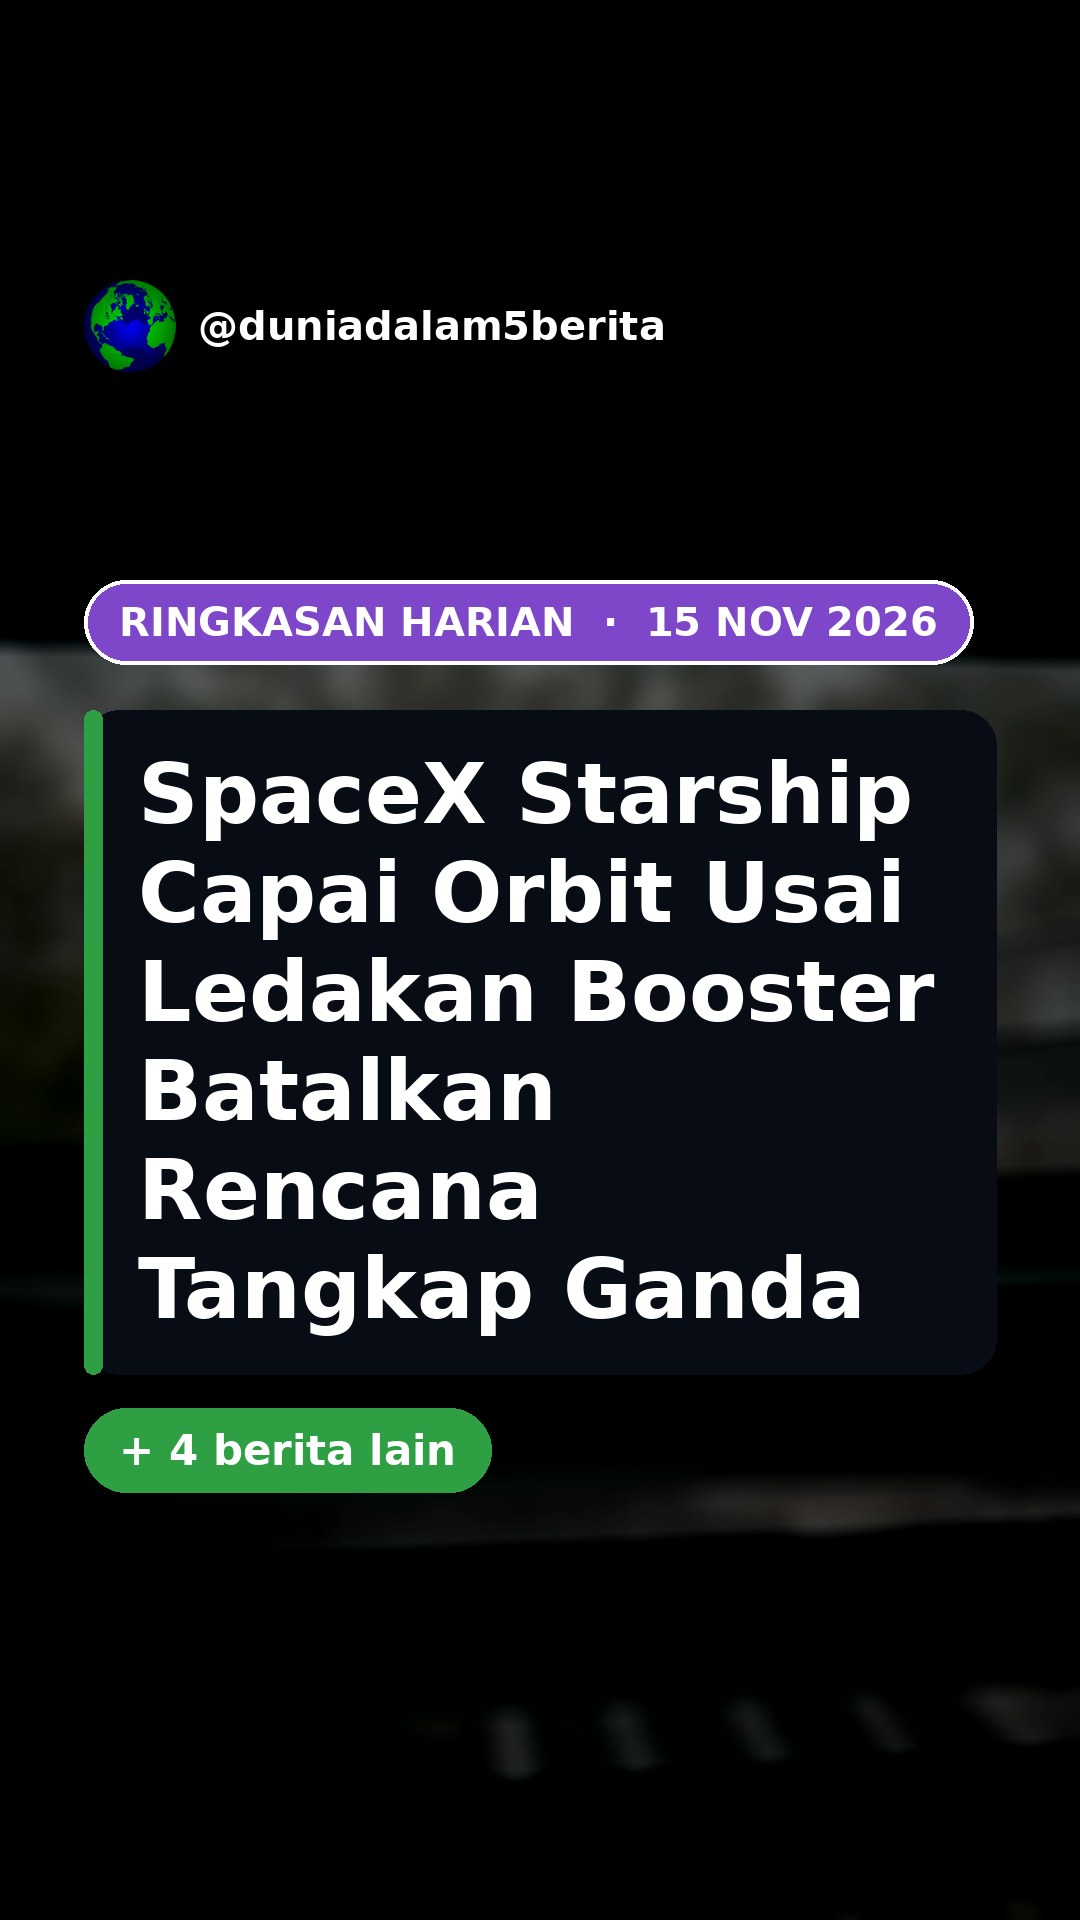 @duniadalam5berita
RINGKASAN HARIAN · 15 NOV 2026
SpaceX Starship
Capai Orbit Usai
Ledakan Booster
Batalkan
Rencana
Tangkap Ganda
+ 4 berita lain